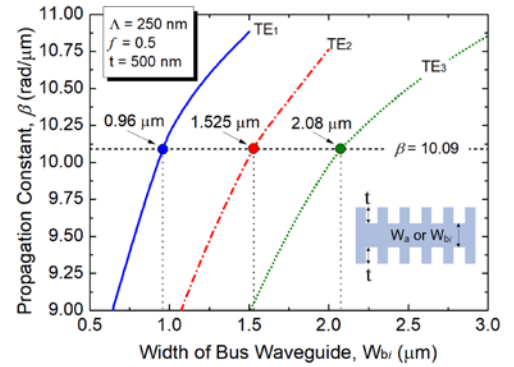 11.00
10.75
10.50
10.25
10.00
9.75
9.50
9.25
9.00
Propagation Constant, β (rad/μm)
Λ = 250 nm
f = 0.5
t = 500 nm
TE₁
TE₂
TE₃
0.96 μm
1.525 μm
2.08 μm
β = 10.09
t
Wₐ or W_bi
t
0.5 1.0 1.5 2.0 2.5 3.0
Width of Bus Waveguide, W_bi (μm)